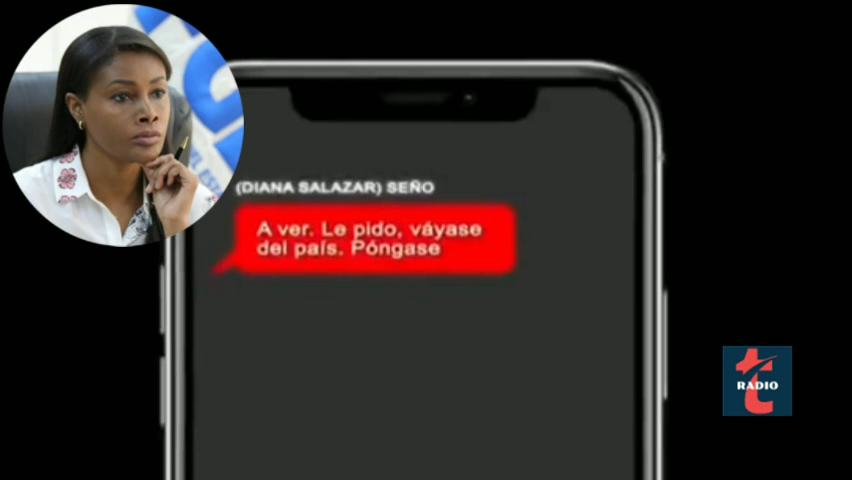 (DIANA SALAZAR) SEÑO
A ver. Le pido, váyase
del país. Póngase
t
RADIO